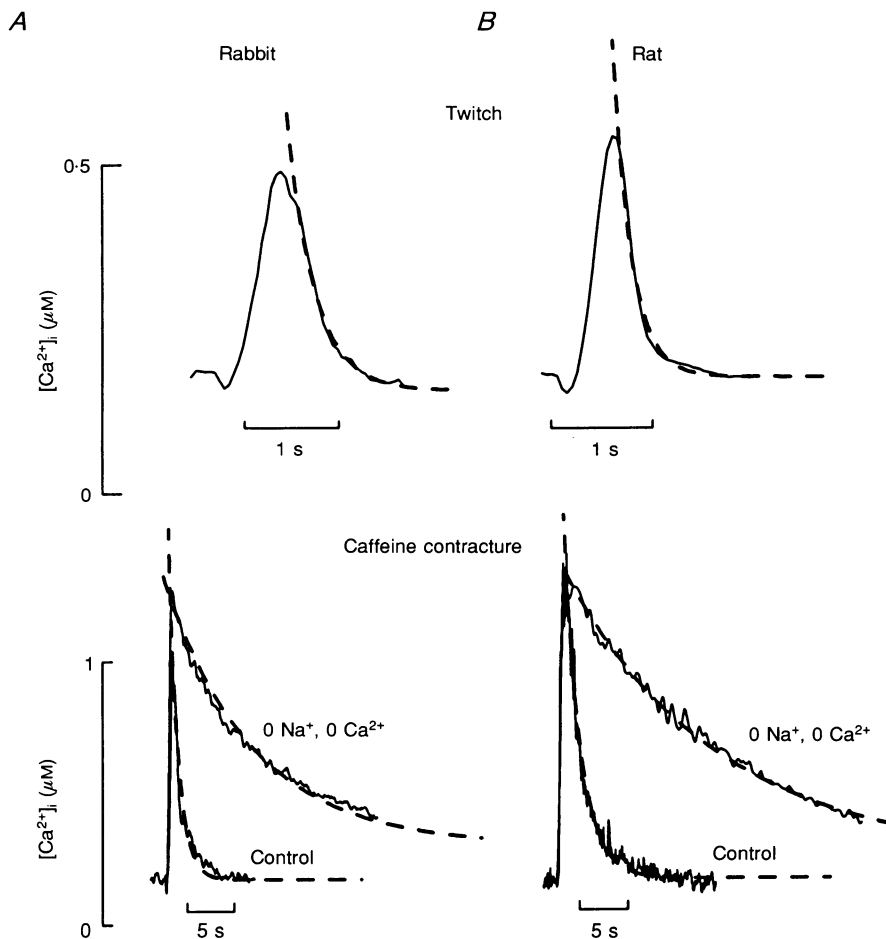 A
B
Rabbit
Rat
Twitch
0·5
[Ca²⁺]ᵢ (μM)
1 s
1 s
0
Caffeine contracture
1
0 Na⁺, 0 Ca²⁺
0 Na⁺, 0 Ca²⁺
[Ca²⁺]ᵢ (μM)
Control
Control
0
5 s
5 s